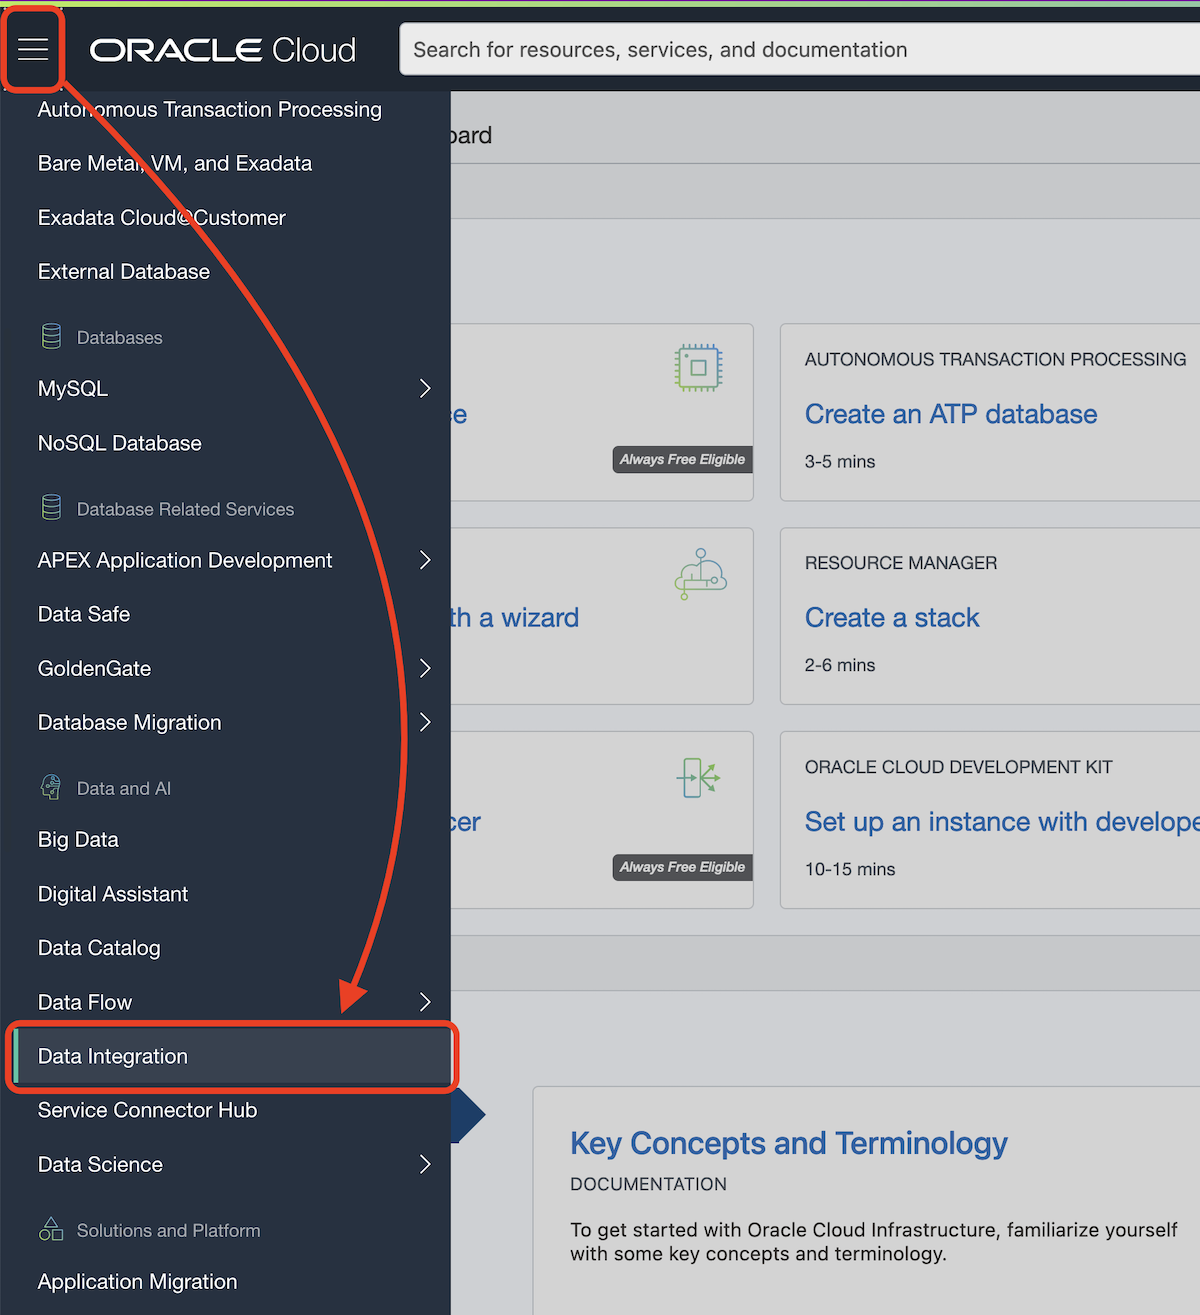 ORACLE Cloud
Search for resources, services, and documentation
Autonomous Transaction Processing
Bare Metal, VM, and Exadata
Exadata Cloud@Customer
External Database
Databases
MySQL
NoSQL Database
Database Related Services
APEX Application Development
Data Safe
GoldenGate
Database Migration
Data and AI
Big Data
Digital Assistant
Data Catalog
Data Flow
Data Integration
Service Connector Hub
Data Science
Solutions and Platform
Application Migration
Always Free Eligible
AUTONOMOUS TRANSACTION PROCESSING
Create an ATP database
3-5 mins
a wizard
RESOURCE MANAGER
Create a stack
2-6 mins
Always Free Eligible
ORACLE CLOUD DEVELOPMENT KIT
Set up an instance with develope
10-15 mins
Key Concepts and Terminology
DOCUMENTATION
To get started with Oracle Cloud Infrastructure, familiarize yourself
with some key concepts and terminology.